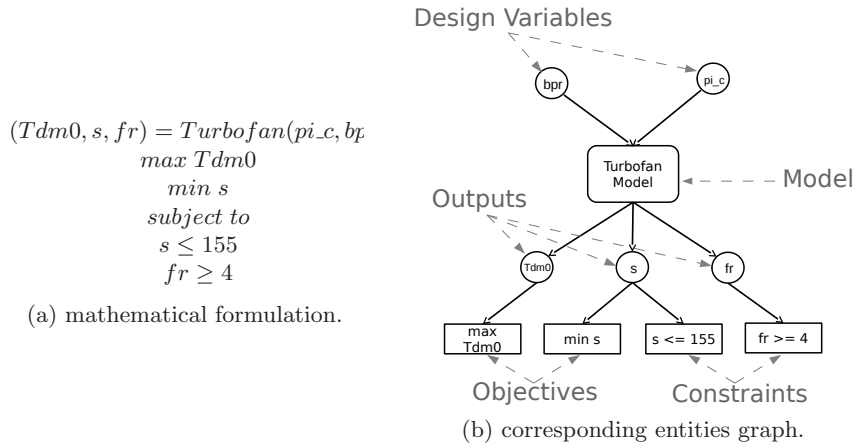 (Tdm0, s, fr) = Turbofan(pi_c, bp
max Tdm0
min s
subject to
s ≤ 155
fr ≥ 4
(a) mathematical formulation.
Design Variables
bpr
pi_c
Turbofan
Model
Model
Outputs
Tdm0
s
fr
max
Tdm0
min s
s <= 155
fr >= 4
Objectives
Constraints
(b) corresponding entities graph.